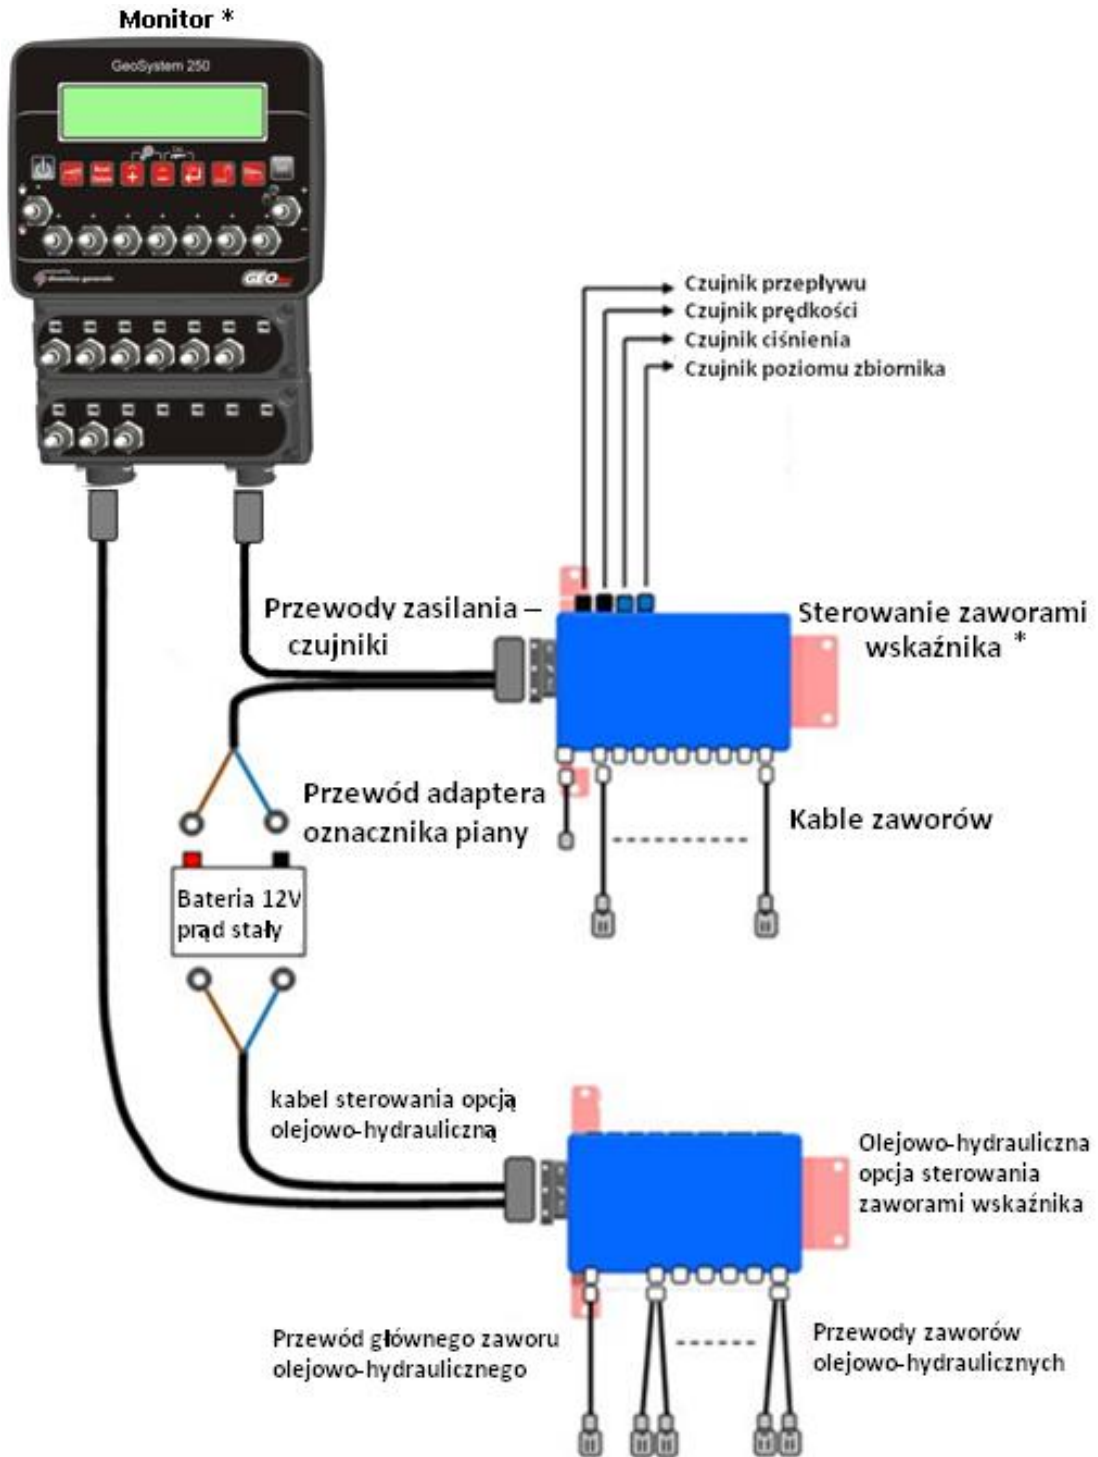 Monitor *
GeoSystem 250
GEO
Czujnik przepływu
Czujnik prędkości
Czujnik ciśnienia
Czujnik poziomu zbiornika
Przewody zasilania –
czujniki
Sterowanie zaworami
wskaźnika *
Przewód adaptera
oznacznika piany
Kable zaworów
Bateria 12V
prąd stały
kabel sterowania opcją
olejowo-hydrauliczną
Olejowo-hydrauliczna
opcja sterowania
zaworami wskaźnika
Przewód głównego zaworu
olejowo-hydraulicznego
Przewody zaworów
olejowo-hydraulicznych